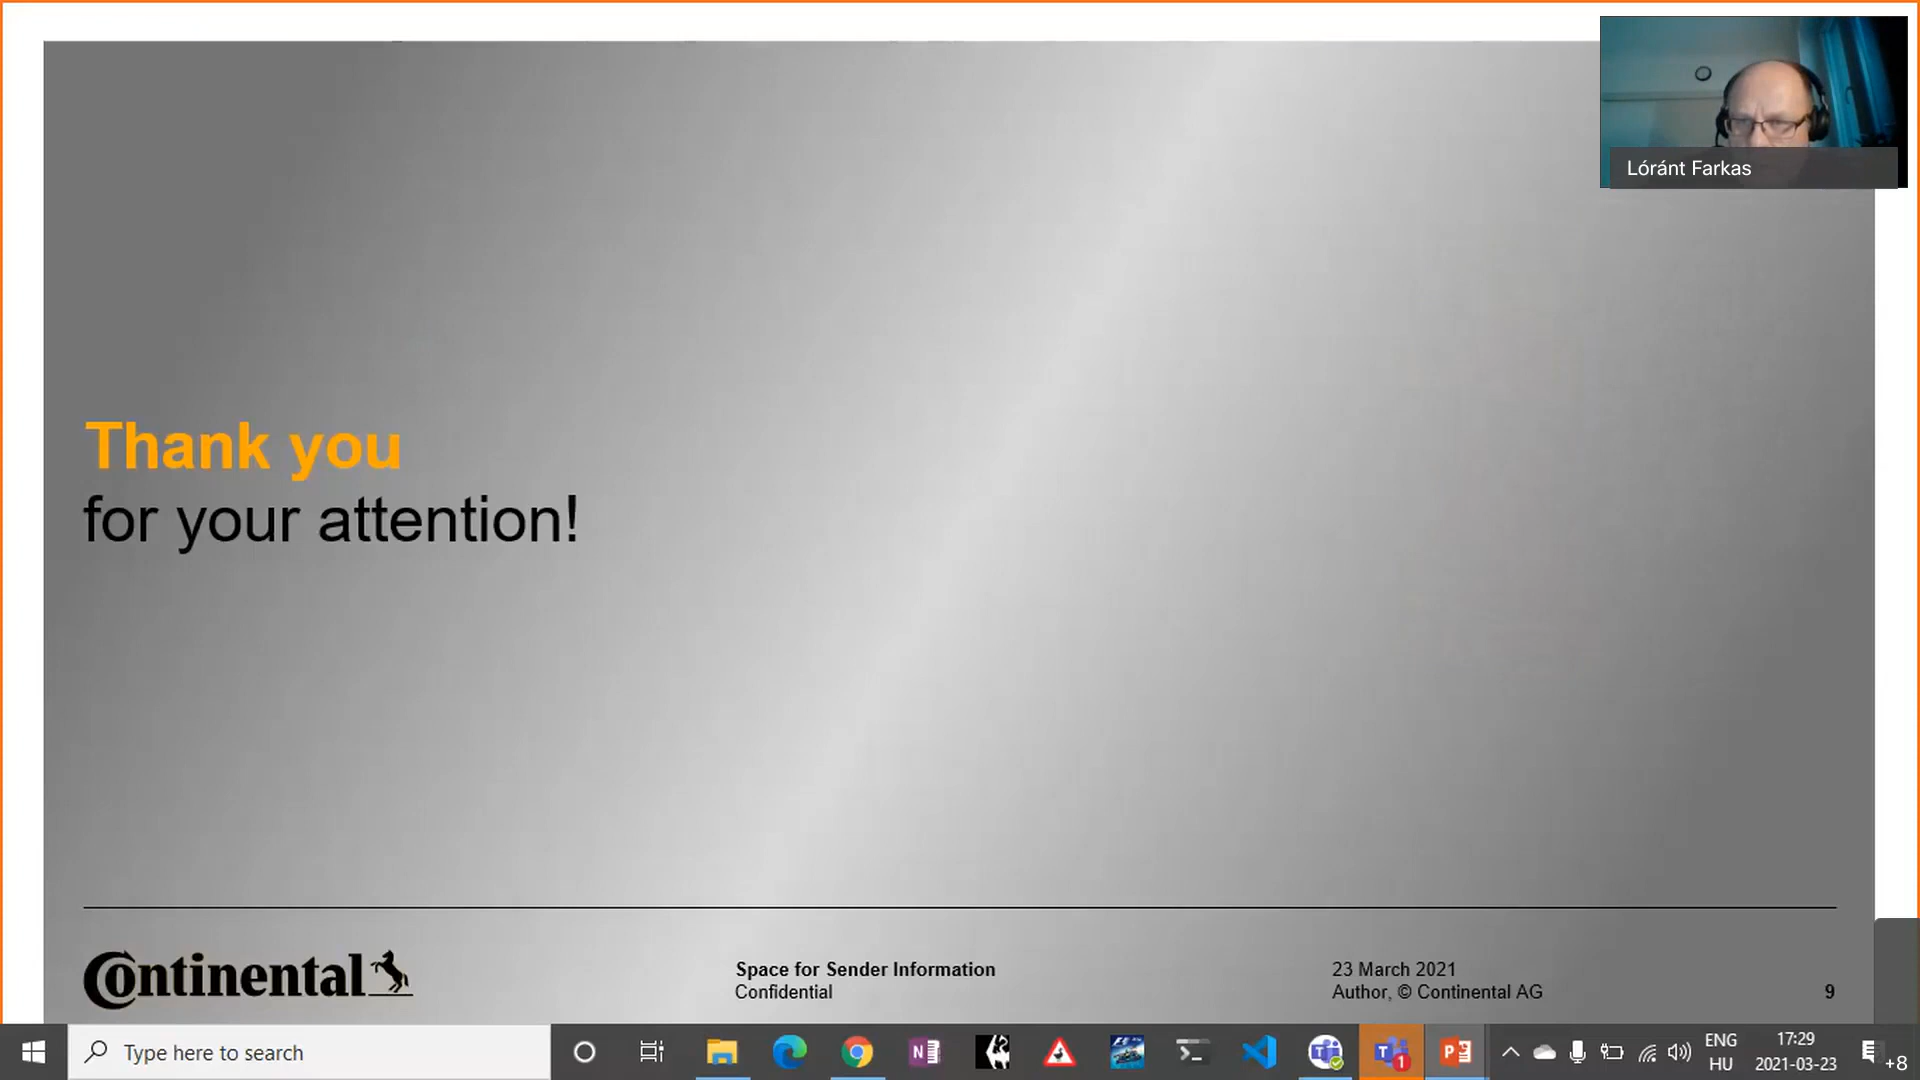 Lóránt Farkas
Thank you
for your attention!
Continental
Space for Sender Information
Confidential
23 March 2021
Author, © Continental AG
9
Type here to search
N
1
P
ENG
HU
17:29
2021-03-23
+8